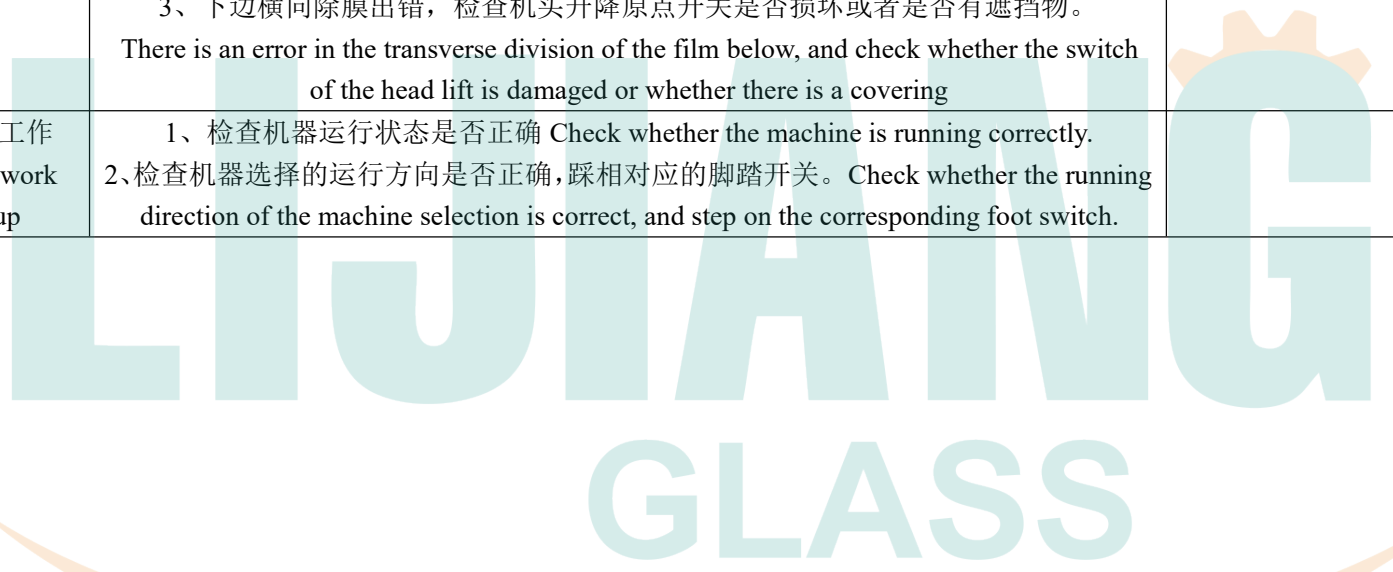 3、下边横向除膜出错，检查机头升降原点开关是否损坏或者是否有遮挡物。
There is an error in the transverse division of the film below, and check whether the switch
of the head lift is damaged or whether there is a covering
工作
work
up
1、检查机器运行状态是否正确 Check whether the machine is running correctly.
2、检查机器选择的运行方向是否正确，踩相对应的脚踏开关。Check whether the running
direction of the machine selection is correct, and step on the corresponding foot switch.
LIJIANG
GLASS